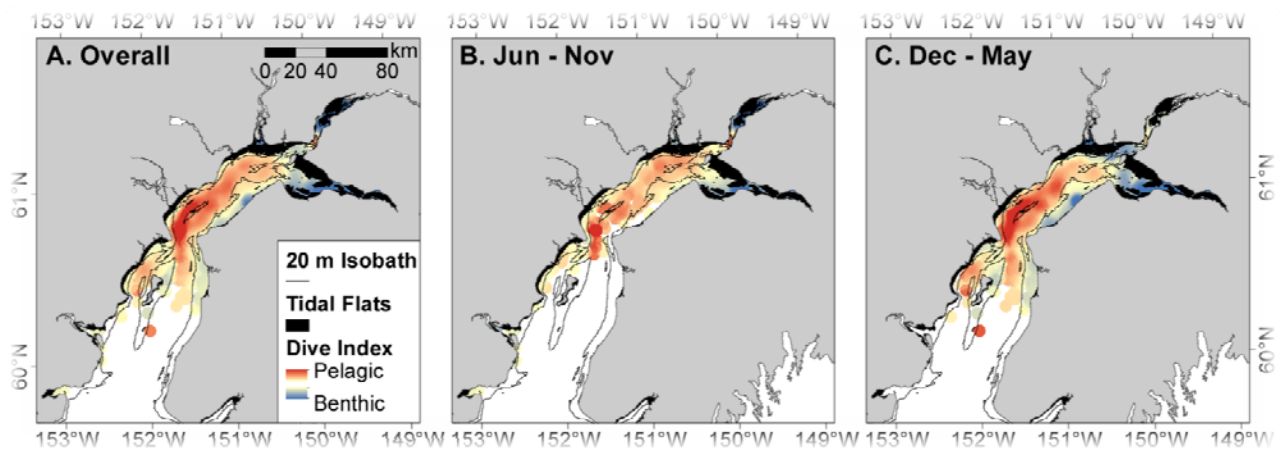 153°W 152°W 151°W 150°W 149°W 153°W 152°W 151°W 150°W 149°W 153°W 152°W 151°W 150°W 149°W
A. Overall
km
0 20 40 80
B. Jun - Nov
C. Dec - May
61°N
61°N
20 m Isobath
Tidal Flats
Dive Index
Pelagic
Benthic
60°N
60°N
153°W 152°W 151°W 150°W 149°W 153°W 152°W 151°W 150°W 149°W 153°W 152°W 151°W 150°W 149°W